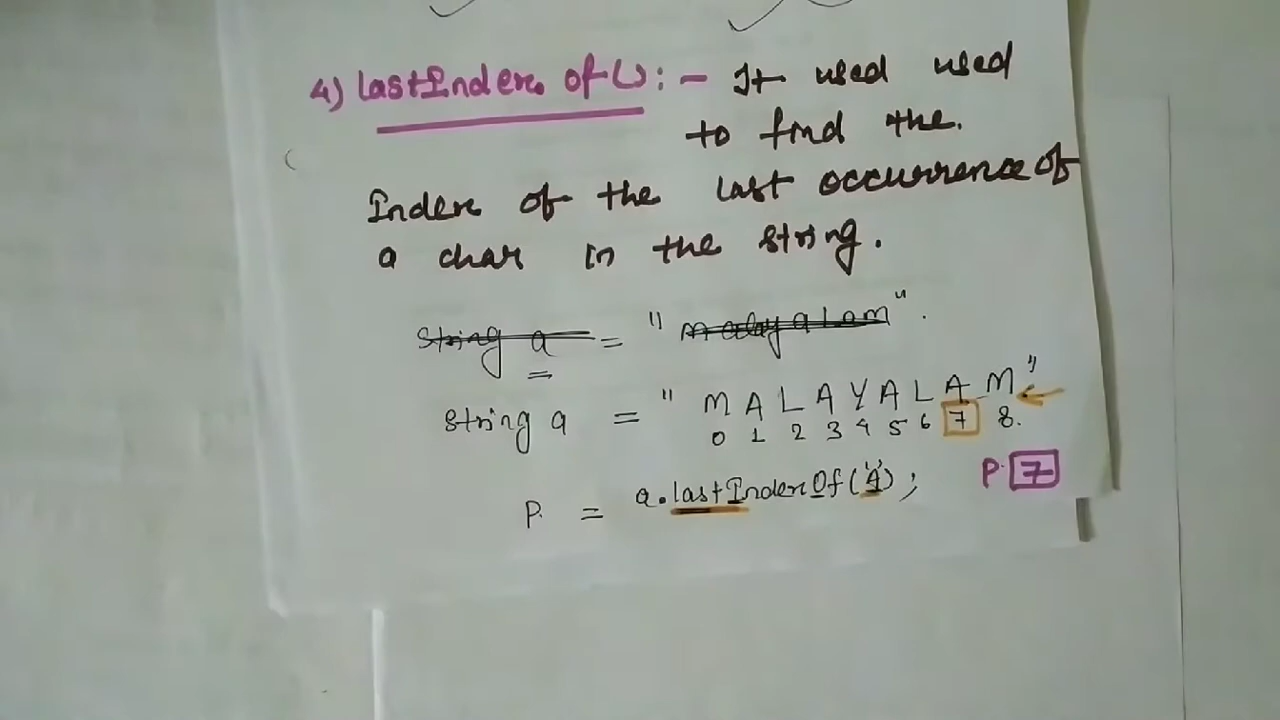 4) lastIndex of (): - It used used
to find the.
Index of the last occurrence of
a char in the string.
String a = "malayalam".
String a = "MALAYALAM"
0 1 2 3 4 5 6 7 8.
P. = a.lastIndexOf('A'); P. 7